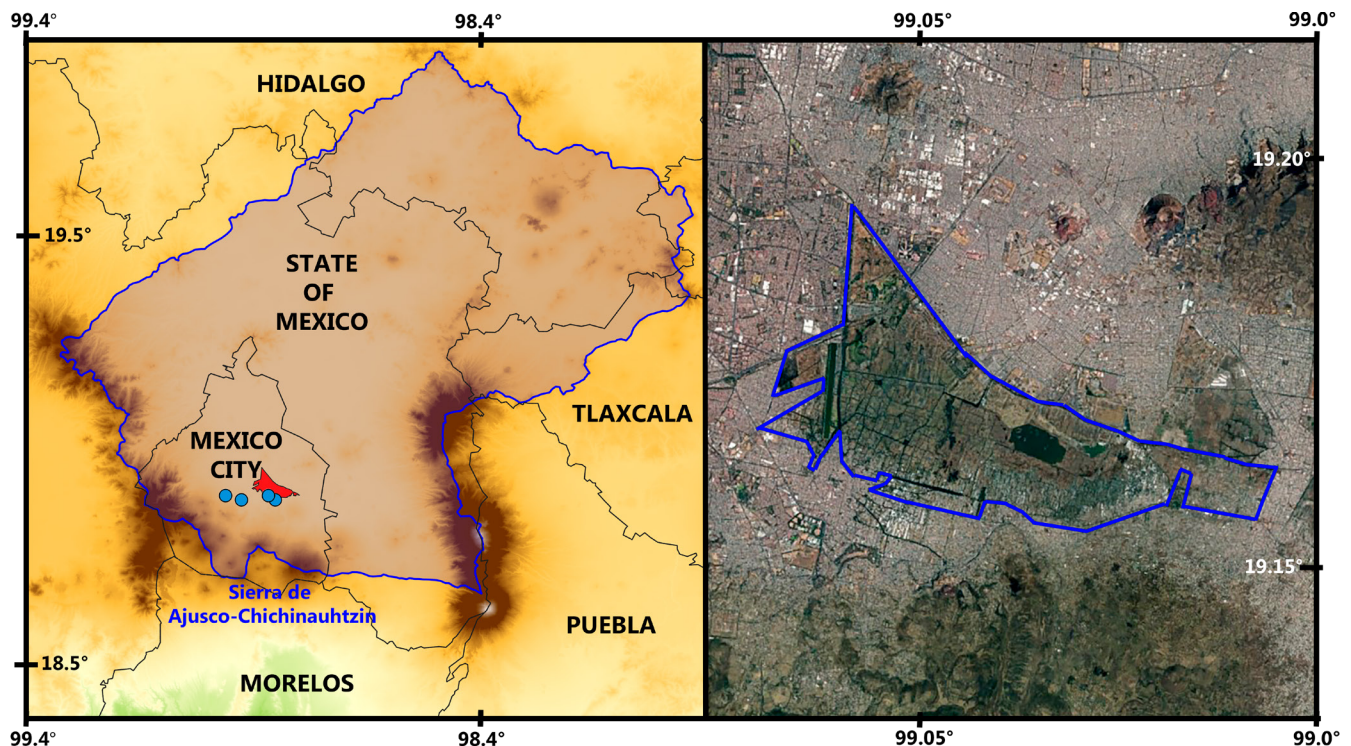 99.4°
98.4°
99.05°
99.0°
HIDALGO
19.20°
19.5°
STATE
OF
MEXICO
TLAXCALA
MEXICO
CITY
19.15°
Sierra de
Ajusco-Chichinauhtzin
PUEBLA
18.5°
MORELOS
99.4°
98.4°
99.05°
99.0°